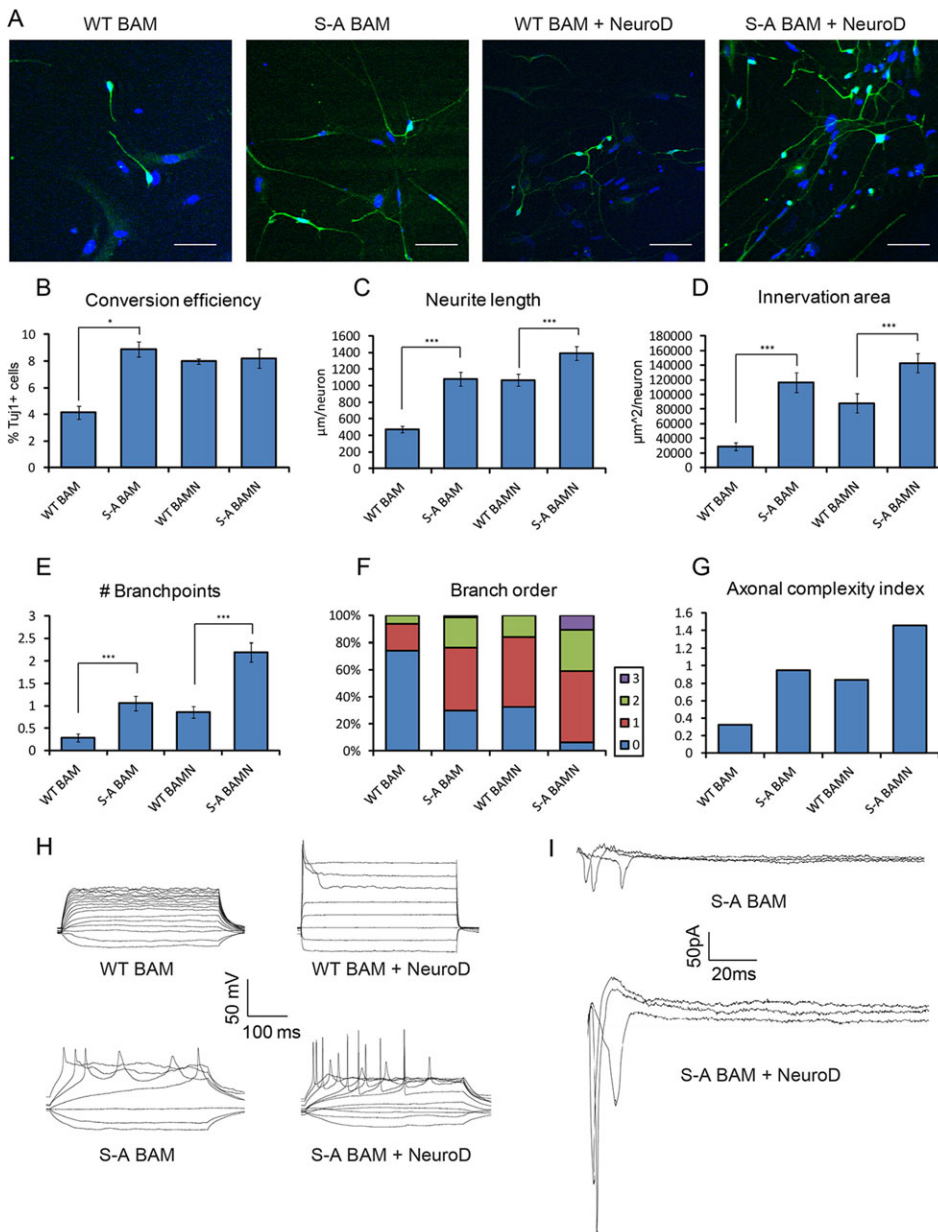 A
WT BAM
S-A BAM
WT BAM + NeuroD
S-A BAM + NeuroD
B
Conversion efficiency
% Tuj1+ cells
10
8
6
4
2
0
*
WT BAM
S-A BAM
WT BAMN
S-A BAMN
C
Neurite length
µm/neuron
1600
1400
1200
1000
800
600
400
200
0
***
***
WT BAM
S-A BAM
WT BAMN
S-A BAMN
D
Innervation area
µm^2/neuron
180000
160000
140000
120000
100000
80000
60000
40000
20000
0
***
***
WT BAM
S-A BAM
WT BAMN
S-A BAMN
E
# Branchpoints
3
2.5
2
1.5
1
0.5
0
***
***
WT BAM
S-A BAM
WT BAMN
S-A BAMN
F
Branch order
100%
80%
60%
40%
20%
0%
WT BAM
S-A BAM
WT BAMN
S-A BAMN
3
2
1
0
G
Axonal complexity index
1.6
1.4
1.2
1
0.8
0.6
0.4
0.2
0
WT BAM
S-A BAM
WT BAMN
S-A BAMN
H
WT BAM
WT BAM + NeuroD
50 mV
100 ms
S-A BAM
S-A BAM + NeuroD
I
S-A BAM
50pA
20ms
S-A BAM + NeuroD